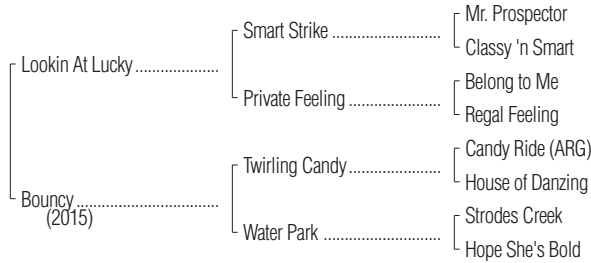 Mr. Prospector
Smart Strike ..................
Classy 'n Smart
Lookin At Lucky..................
Belong to Me
Private Feeling ..................
Regal Feeling
Candy Ride (ARG)
Twirling Candy..................
House of Danzing
Bouncy..................
(2015)
Strodes Creek
Water Park ..................
Hope She's Bold